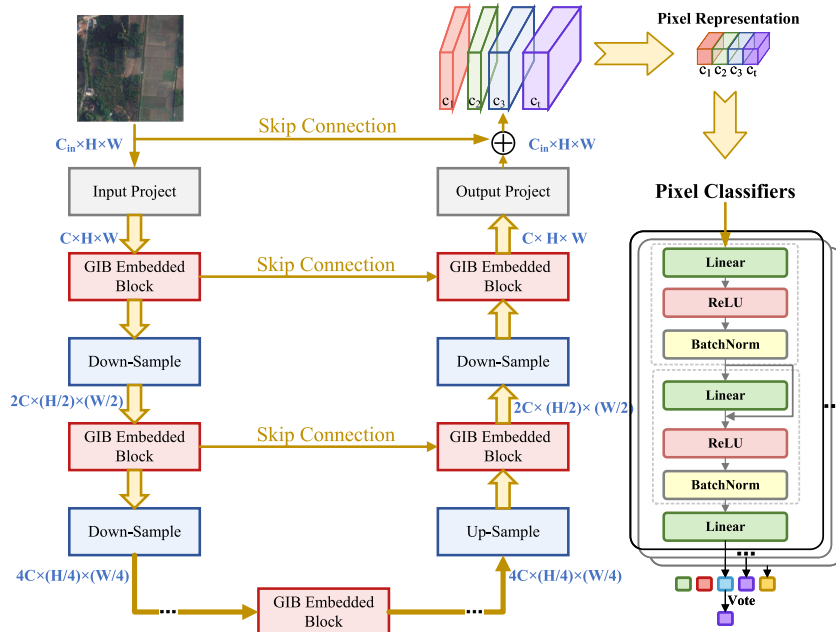 Pixel Representation
c₁ c₂ c₃ cₜ
c₁
c₂
c₃
cₜ
Skip Connection
Cᵢₙ×H×W
Cᵢₙ×H×W
Input Project
Output Project
Pixel Classifiers
C×H×W
C× H× W
GIB Embedded
Block
Skip Connection
GIB Embedded
Block
Down-Sample
Down-Sample
2C×(H/2)×(W/2)
2C× (H/2)× (W/2)
GIB Embedded
Block
Skip Connection
GIB Embedded
Block
Down-Sample
Up-Sample
4C×(H/4)×(W/4)
4C×(H/4)×(W/4)
...
GIB Embedded
Block
...
Linear
ReLU
BatchNorm
Linear
ReLU
BatchNorm
Linear
...
...
Vote